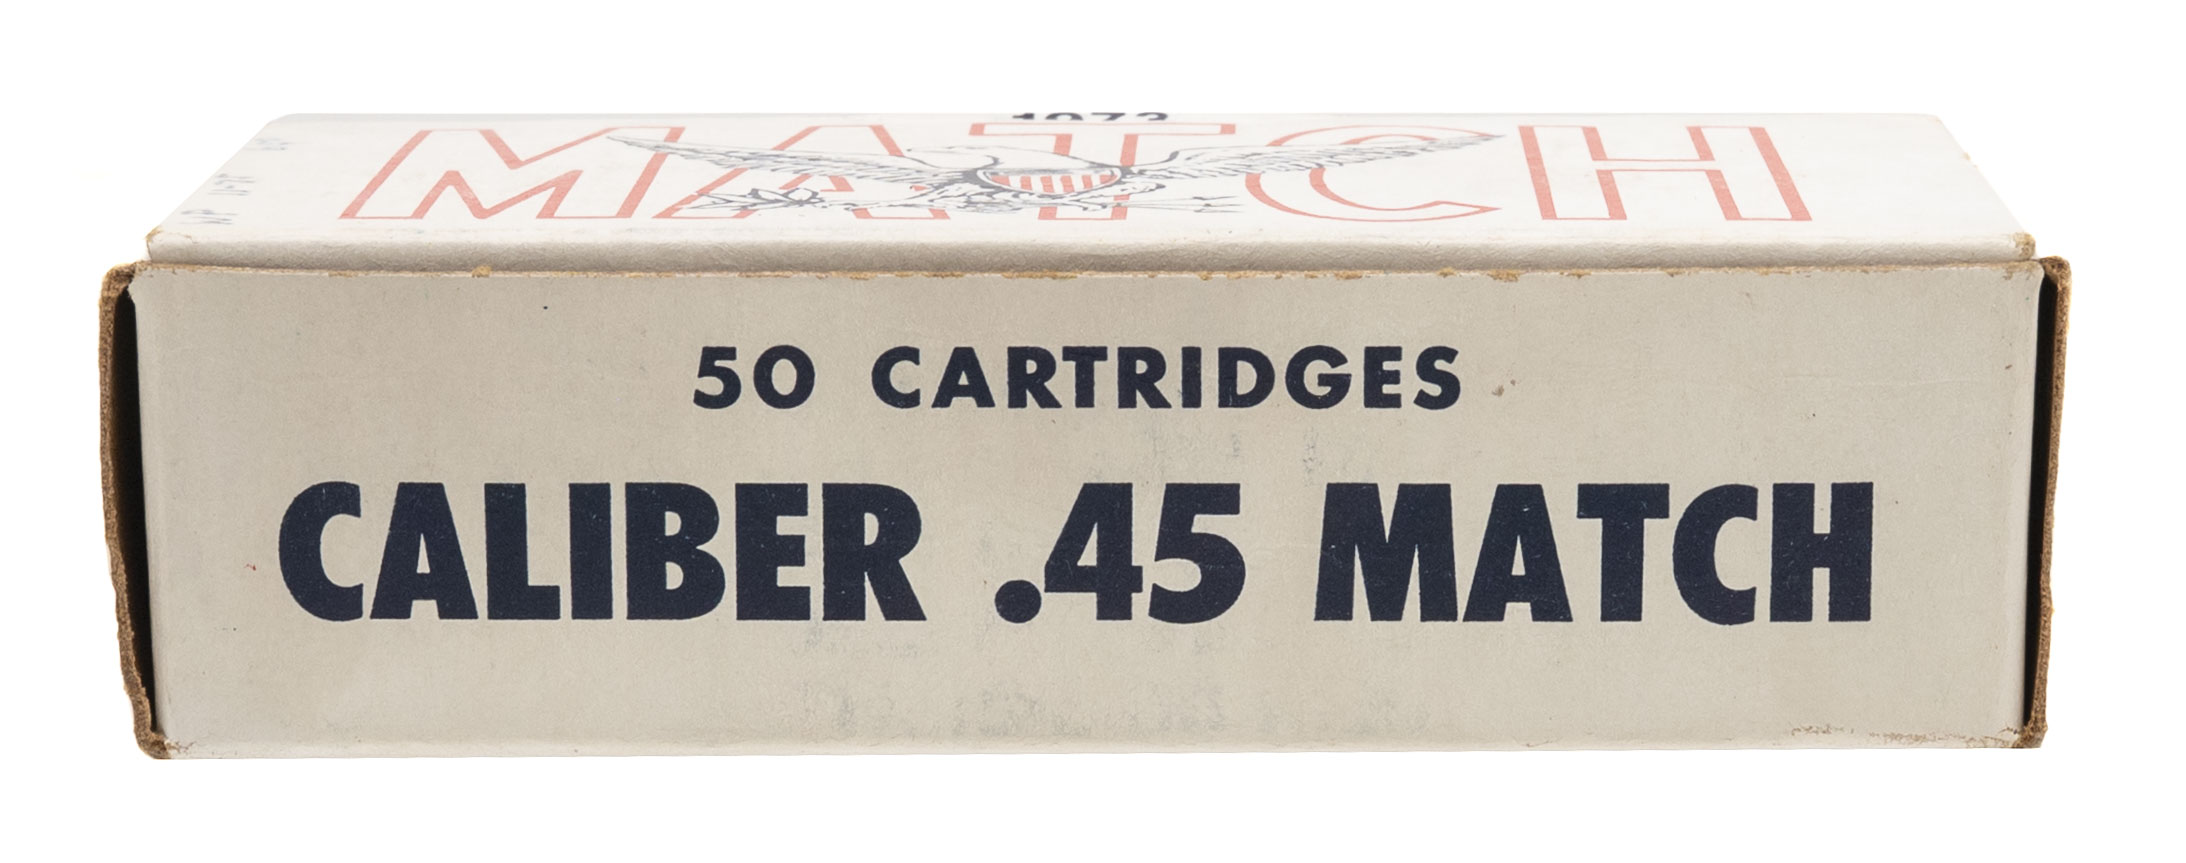 MATCH
50 CARTRIDGES
CALIBER .45 MATCH